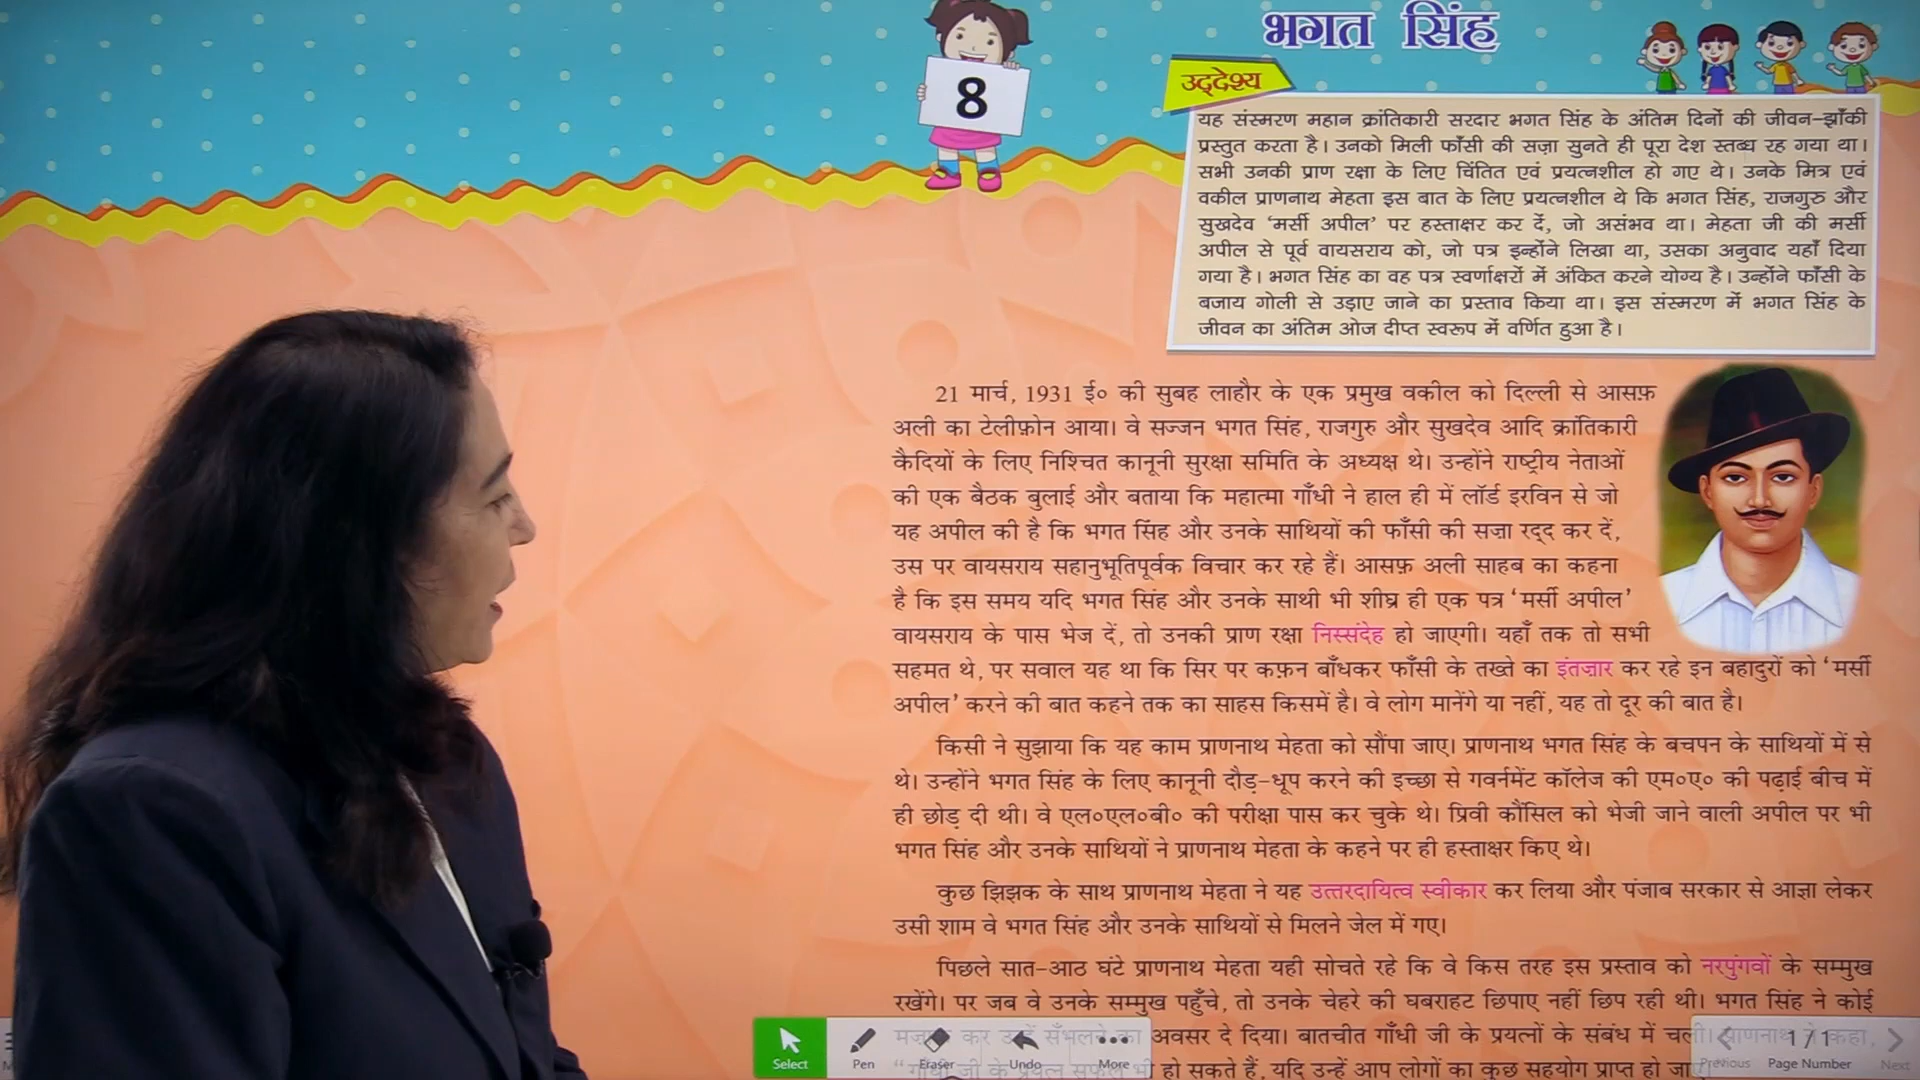 8
भगत सिंह
उद्देश्य
यह संस्मरण महान क्रांतिकारी सरदार भगत सिंह के अंतिम दिनों की जीवन-झाँकी
प्रस्तुत करता है। उनको मिली फाँसी की सज़ा सुनते ही पूरा देश स्तब्ध रह गया था।
सभी उनकी प्राण रक्षा के लिए चिंतित एवं प्रयत्नशील हो गए थे। उनके मित्र एवं
वकील प्राणनाथ मेहता इस बात के लिए प्रयत्नशील थे कि भगत सिंह, राजगुरु और
सुखदेव ‘मर्सी अपील’ पर हस्ताक्षर कर दें, जो असंभव था। मेहता जी की मर्सी
अपील से पूर्व वायसराय को, जो पत्र इन्होंने लिखा था, उसका अनुवाद यहाँ दिया
गया है। भगत सिंह का वह पत्र स्वर्णाक्षरों में अंकित करने योग्य है। उन्होंने फाँसी के
बजाय गोली से उड़ाए जाने का प्रस्ताव किया था। इस संस्मरण में भगत सिंह के
जीवन का अंतिम ओज दीप्त स्वरूप में वर्णित हुआ है।
21 मार्च, 1931 ई० की सुबह लाहौर के एक प्रमुख वकील को दिल्ली से आसफ़
अली का टेलीफ़ोन आया। वे सज्जन भगत सिंह, राजगुरु और सुखदेव आदि क्रांतिकारी
कैदियों के लिए निश्चित कानूनी सुरक्षा समिति के अध्यक्ष थे। उन्होंने राष्ट्रीय नेताओं
की एक बैठक बुलाई और बताया कि महात्मा गाँधी ने हाल ही में लॉर्ड इरविन से जो
यह अपील की है कि भगत सिंह और उनके साथियों की फाँसी की सज़ा रद्द कर दें,
उस पर वायसराय सहानुभूतिपूर्वक विचार कर रहे हैं। आसफ़ अली साहब का कहना
है कि इस समय यदि भगत सिंह और उनके साथी भी शीघ्र ही एक पत्र ‘मर्सी अपील’
वायसराय के पास भेज दें, तो उनकी प्राण रक्षा निस्संदेह हो जाएगी। यहाँ तक तो सभी
सहमत थे, पर सवाल यह था कि सिर पर कफ़न बाँधकर फाँसी के तख्ते का इंतज़ार कर रहे इन बहादुरों को ‘मर्सी
अपील’ करने की बात कहने तक का साहस किसमें है। वे लोग मानेंगे या नहीं, यह तो दूर की बात है।
किसी ने सुझाया कि यह काम प्राणनाथ मेहता को सौंपा जाए। प्राणनाथ भगत सिंह के बचपन के साथियों में से
थे। उन्होंने भगत सिंह के लिए कानूनी दौड़-धूप करने की इच्छा से गवर्नमेंट कॉलेज की एम०ए० की पढ़ाई बीच में
ही छोड़ दी थी। वे एल०एल०बी० की परीक्षा पास कर चुके थे। प्रिवी कौंसिल को भेजी जाने वाली अपील पर भी
भगत सिंह और उनके साथियों ने प्राणनाथ मेहता के कहने पर ही हस्ताक्षर किए थे।
कुछ झिझक के साथ प्राणनाथ मेहता ने यह उत्तरदायित्व स्वीकार कर लिया और पंजाब सरकार से आज्ञा लेकर
उसी शाम वे भगत सिंह और उनके साथियों से मिलने जेल में गए।
पिछले सात-आठ घंटे प्राणनाथ मेहता यही सोचते रहे कि वे किस तरह इस प्रस्ताव को नरपुंगवों के सम्मुख
रखेंगे। पर जब वे उनके सम्मुख पहुँचे, तो उनके चेहरे की घबराहट छिपाए नहीं छिप रही थी। भगत सिंह ने कोई
कर सँभलने का अवसर दे दिया। बातचीत गाँधी जी के प्रयत्नों के संबंध में चली। प्राणनाथ ने कहा,
“गाँधी जी के प्रयत्न सफल भी हो सकते हैं, यदि उन्हें आप लोगों का कुछ सहयोग प्राप्त हो
Select Pen Eraser Undo More
1 / 1
Previous Page Number Next